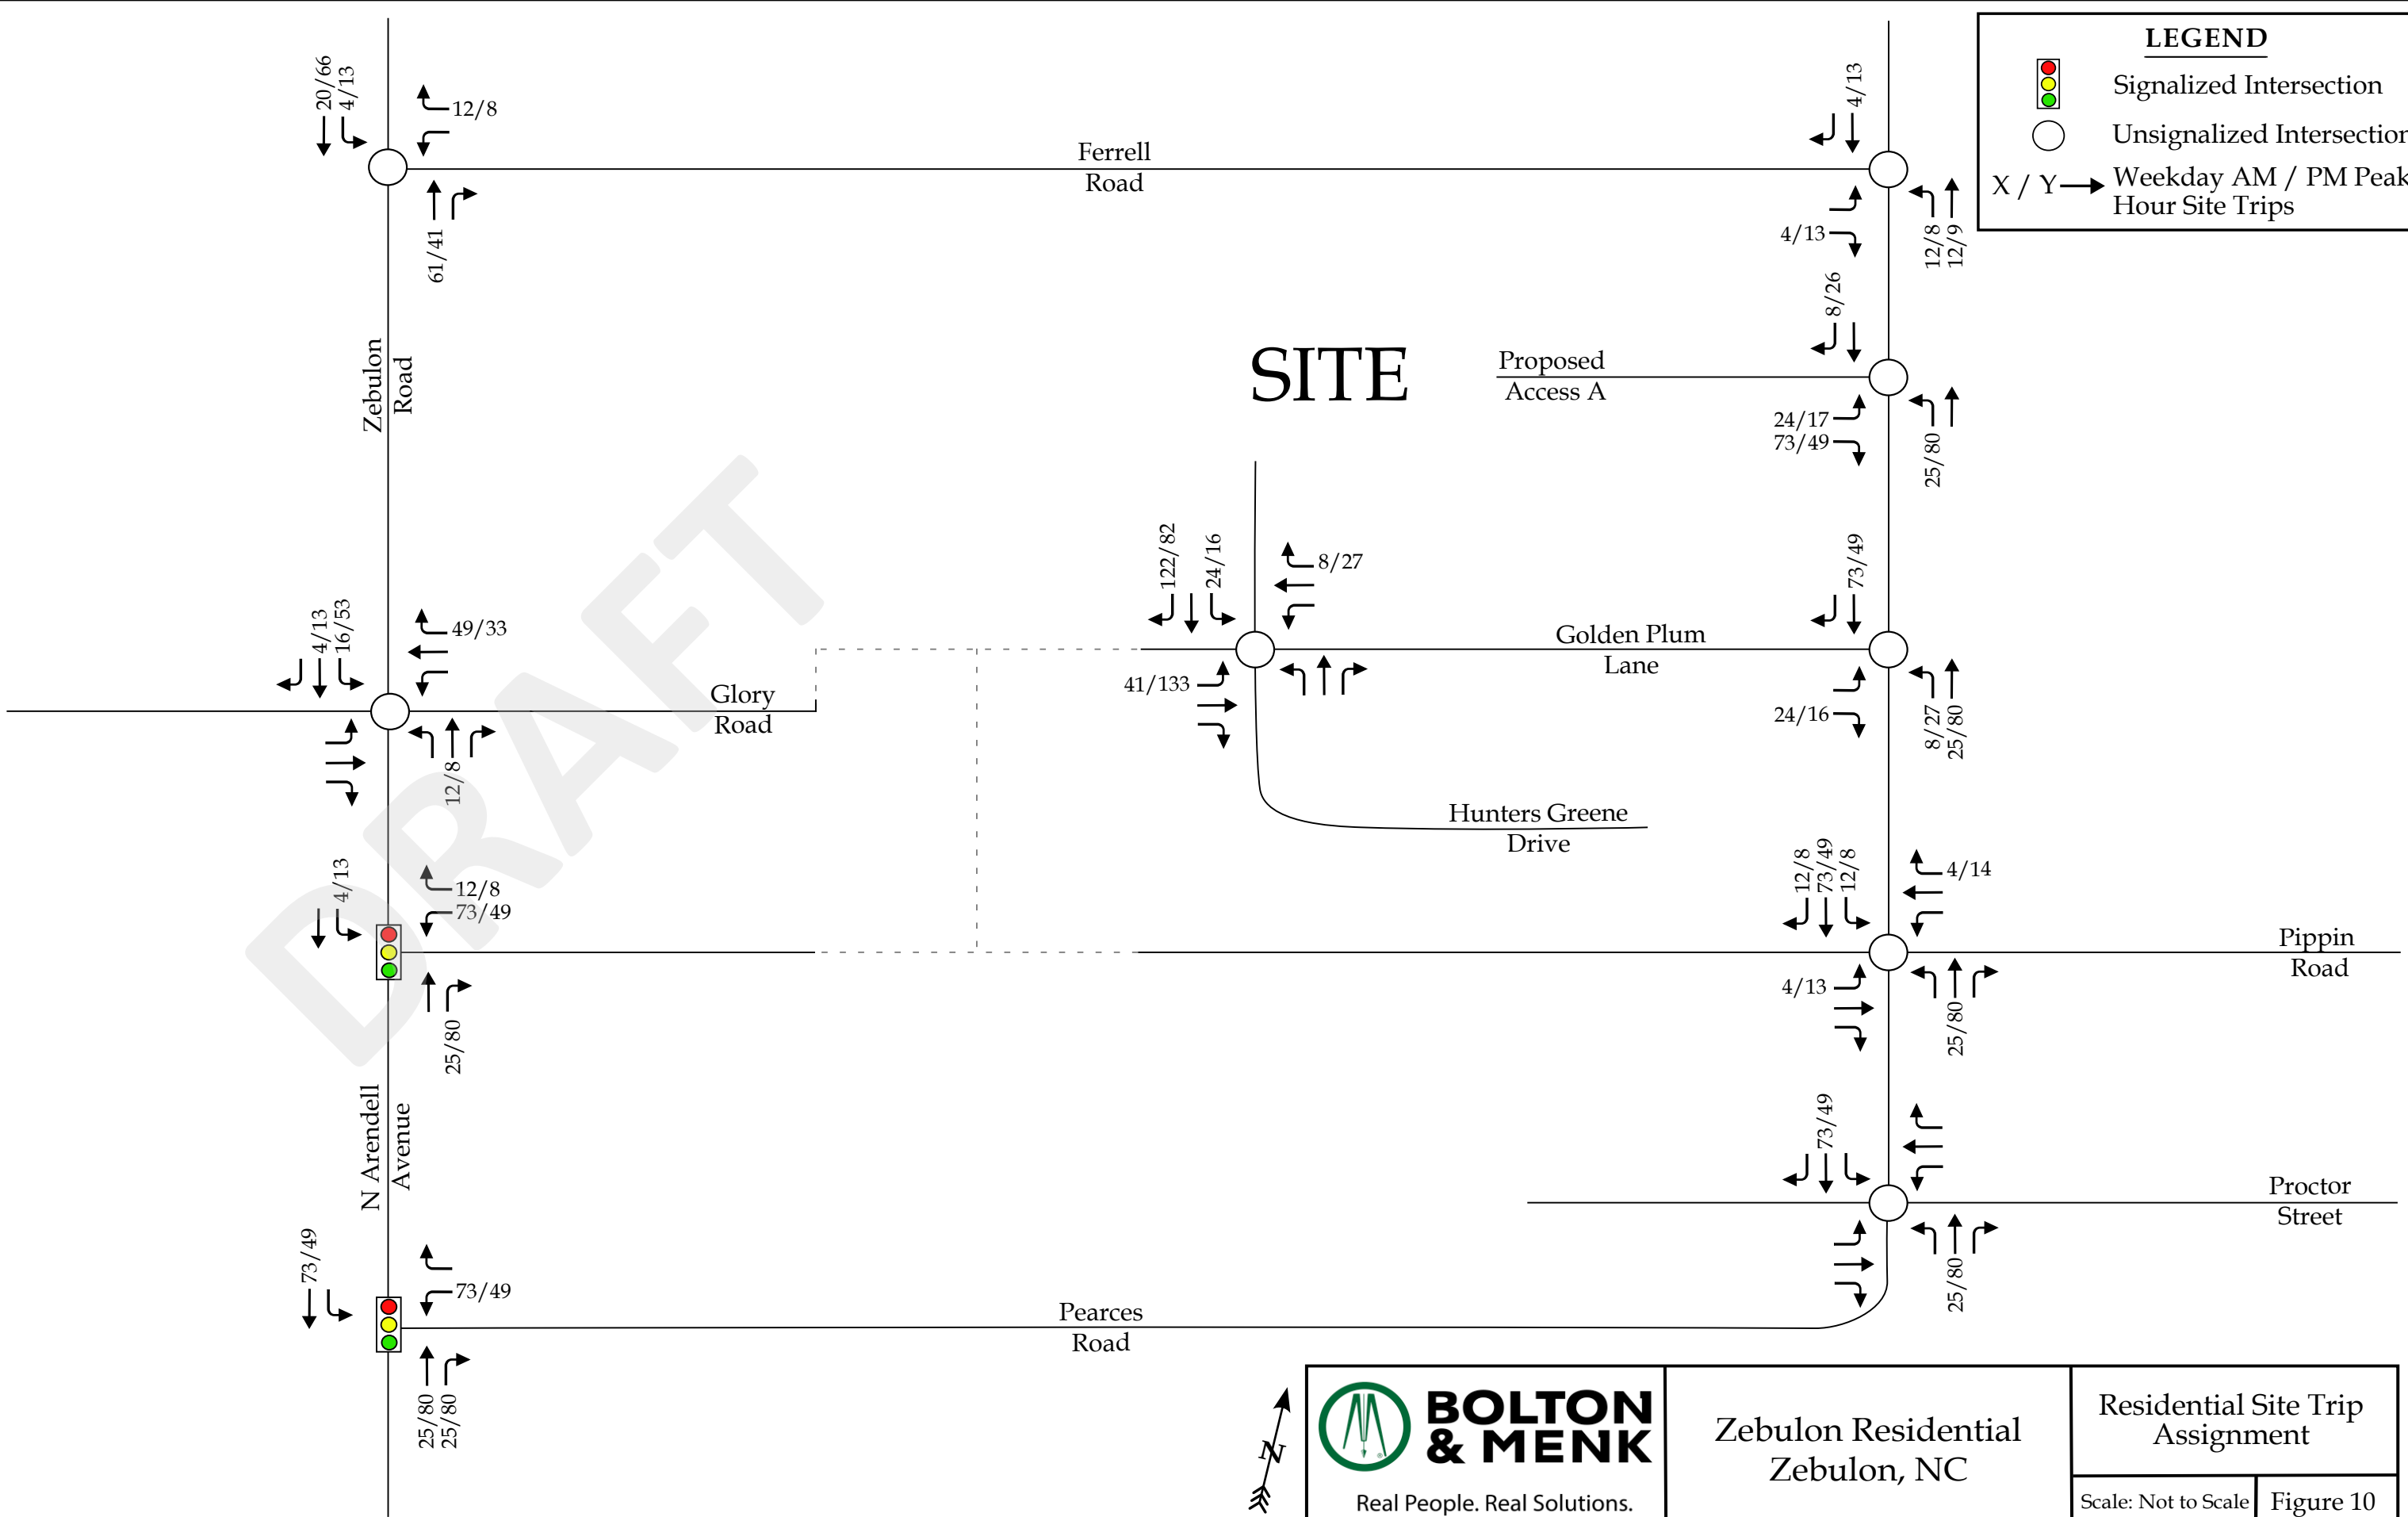 LEGEND
Signalized Intersection
Unsignalized Intersection
X / Y Weekday AM / PM Peak
Hour Site Trips
20/66
4/13
12/8
61/41
Ferrell
Road
4/13
4/13
12/8
12/9
Zebulon
Road
SITE
Proposed
Access A
8/26
24/17
73/49
25/80
4/13
16/53
49/33
12/8
Glory
Road
122/82
24/16
8/27
41/133
Golden Plum
Lane
73/49
24/16
8/27
25/80
Hunters Greene
Drive
DRAFT
4/13
12/8
73/49
25/80
12/8
73/49
12/8
4/14
4/13
25/80
Pippin
Road
N Arendell
Avenue
73/49
25/80
Proctor
Street
73/49
73/49
25/80
25/80
Pearces
Road
N
BOLTON
& MENK
Real People. Real Solutions.
Zebulon Residential
Zebulon, NC
Residential Site Trip
Assignment
Scale: Not to Scale
Figure 10